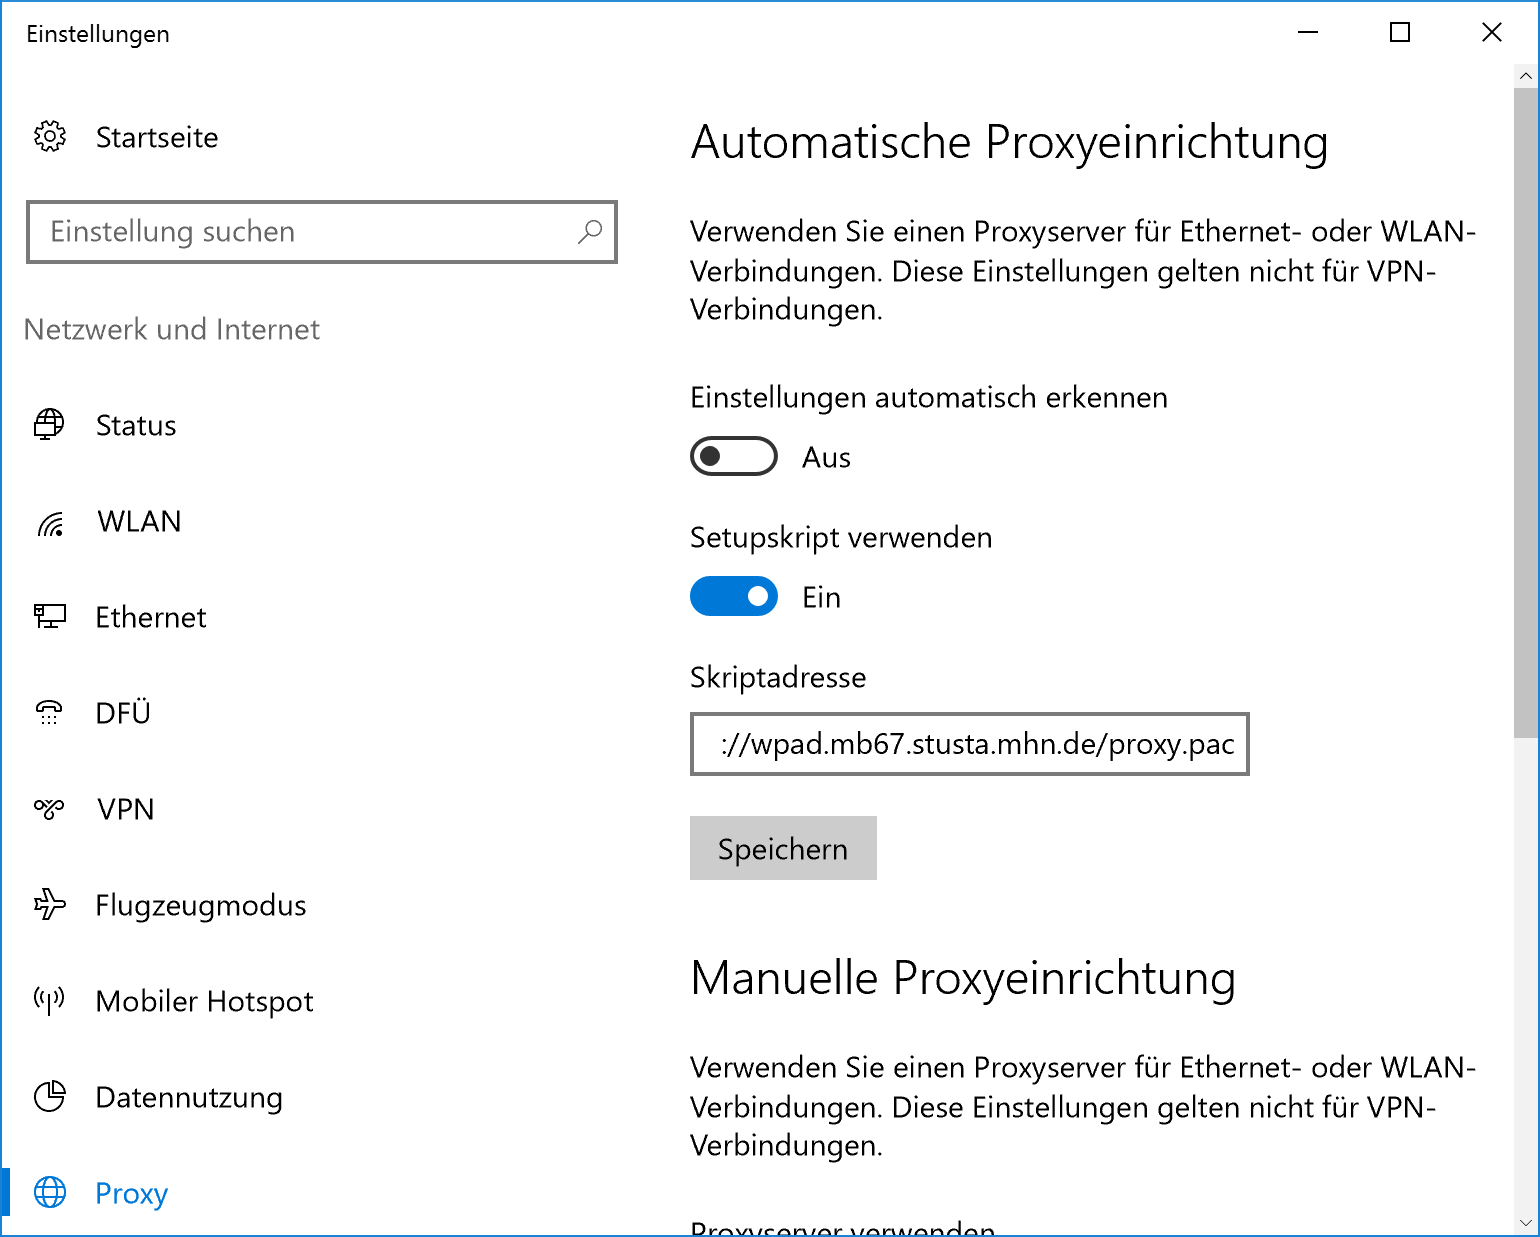 Einstellungen
Startseite
Einstellung suchen
Netzwerk und Internet
Status
WLAN
Ethernet
DFÜ
VPN
Flugzeugmodus
Mobiler Hotspot
Datennutzung
Proxy
Automatische Proxyeinrichtung
Verwenden Sie einen Proxyserver für Ethernet- oder WLAN-
Verbindungen. Diese Einstellungen gelten nicht für VPN-
Verbindungen.
Einstellungen automatisch erkennen
Aus
Setupskript verwenden
Ein
Skriptadresse
://wpad.mb67.stusta.mhn.de/proxy.pac
Speichern
Manuelle Proxyeinrichtung
Verwenden Sie einen Proxyserver für Ethernet- oder WLAN-
Verbindungen. Diese Einstellungen gelten nicht für VPN-
Verbindungen.
Proxyserver verwenden